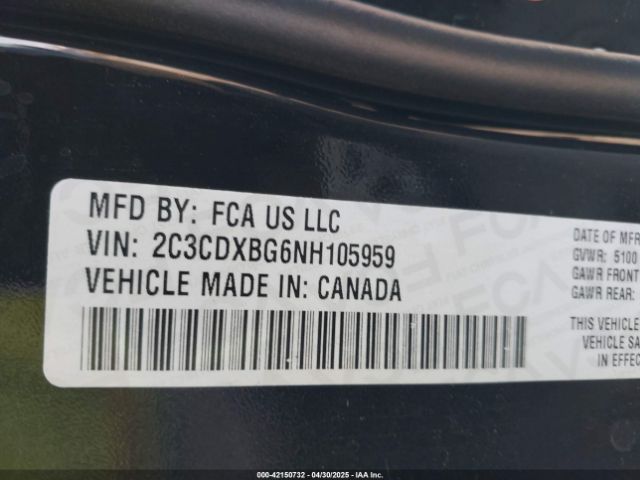 MFD BY: FCA US LLC
VIN: 2C3CDXBG6NH105959
VEHICLE MADE IN: CANADA
DATE OF MFR
GVWR: 5100
GAWR FRONT
GAWR REAR:
THIS VEHICLE
VEHICLE SA
IN EFFEC
000-42150732 - 04/30/2025 - IAA Inc.